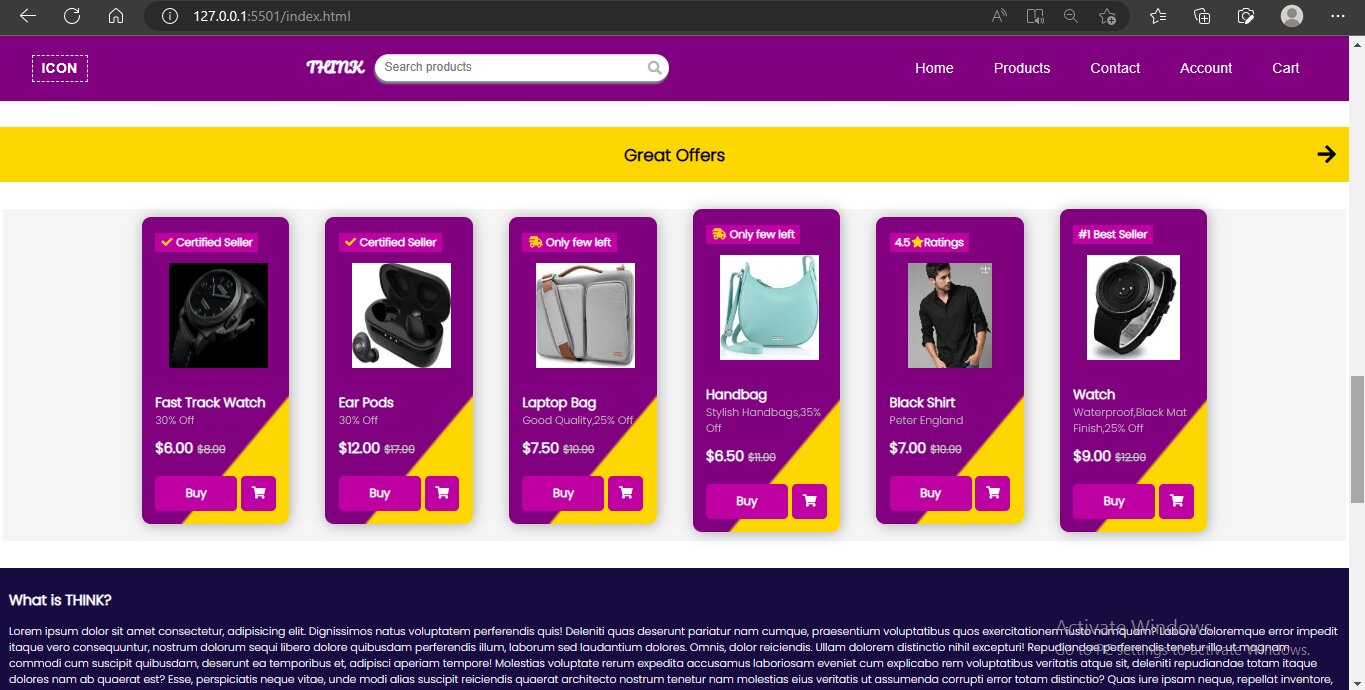 127.0.0.1:5501/index.html
ICON
THINK
Search products
Home
Products
Contact
Account
Cart
Great Offers
Certified Seller
Fast Track Watch
30% Off
$6.00 $8.00
Buy
Certified Seller
Ear Pods
30% Off
$12.00 $17.00
Buy
Only few left
Laptop Bag
Good Quality,25% Off
$7.50 $10.00
Buy
Only few left
Handbag
Stylish Handbags,35%
Off
$6.50 $11.00
Buy
4.5 Ratings
Black Shirt
Peter England
$7.00 $10.00
Buy
#1 Best Seller
Watch
Waterproof,Black Mat
Finish,25% Off
$9.00 $12.00
Buy
What is THINK?
Lorem ipsum dolor sit amet consectetur, adipisicing elit. Dignissimos natus voluptatem perferendis quis! Deleniti quas deserunt pariatur nam cumque, praesentium voluptatibus quos exercitationem iusto numquam! Labore doloremque error impedit
itaque vero consequuntur, nostrum dolorum sequi libero dolore quibusdam perferendis illum, laborum sed laudantium dolores. Omnis, dolor reiciendis. Ullam dolorem distinctio nihil excepturi! Repudiandae perferendis tenetur illo ut magnam
commodi cum suscipit quibusdam, deserunt ea temporibus et, adipisci aperiam tempore! Molestias voluptate rerum expedita accusamus laboriosam eveniet cum explicabo rem voluptatibus veritatis atque sit, deleniti repudiandae totam itaque
dolores nam ab quaerat est? Esse, perspiciatis neque vitae, unde modi alias suscipit reiciendis quaerat architecto nostrum tenetur nam molestias eius veritatis ut assumenda corrupti error totam distinctio? Quas iure ipsam neque, repellat inventore,
Activate Windows
Go to PC settings to activate Windows.